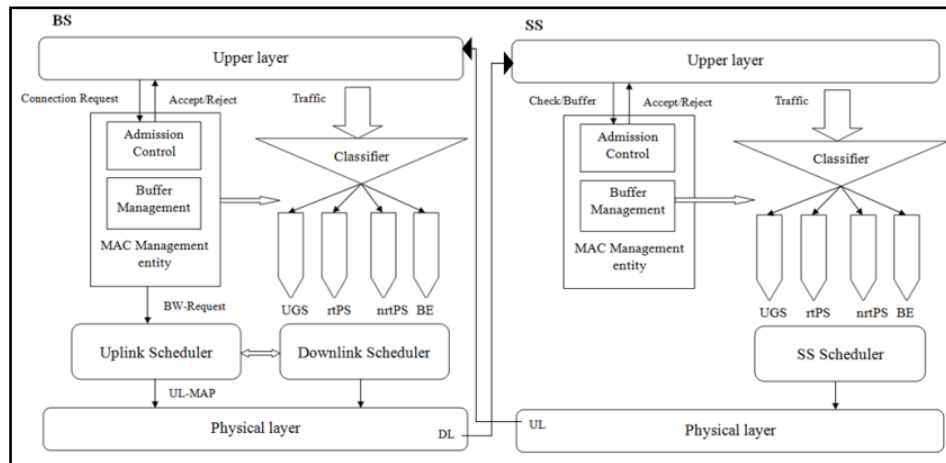 BS
Upper layer
Connection Request
Accept/Reject
Traffic
Admission
Control
Classifier
Buffer
Management
MAC Management
entity
BW-Request
UGS
rtPS
nrtPS
BE
Uplink Scheduler
Downlink Scheduler
UL-MAP
Physical layer
DL
SS
Upper layer
Check/Buffer
Accept/Reject
Traffic
Admission
Control
Classifier
Buffer
Management
MAC Management
entity
UGS
rtPS
nrtPS
BE
SS Scheduler
UL
Physical layer